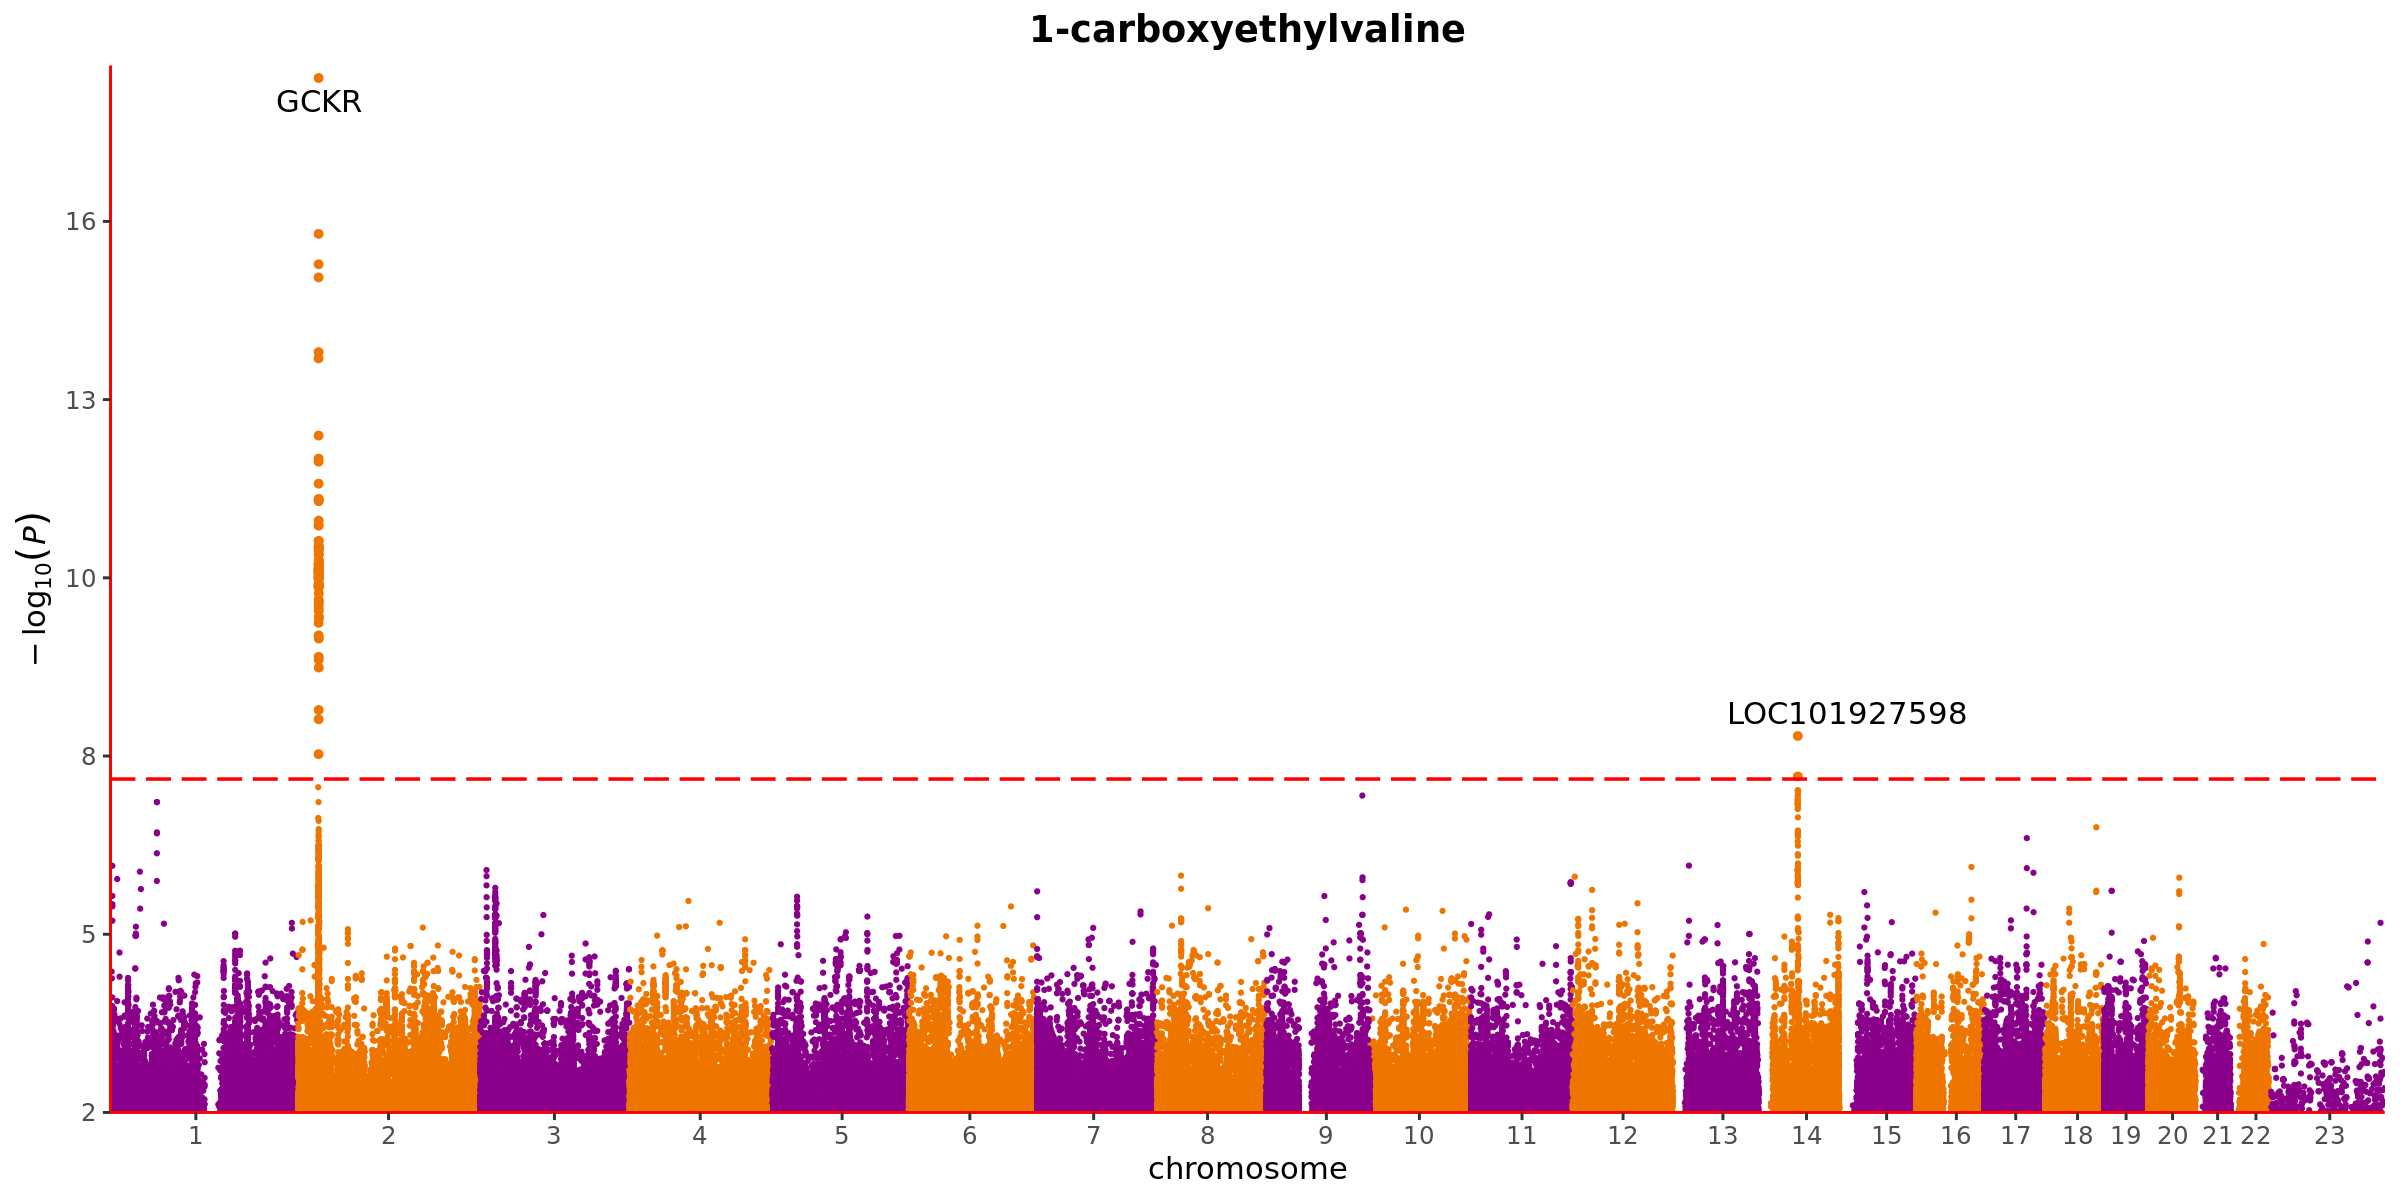 1-carboxyethylvaline
GCKR
16
13
10
LOC101927598
8
5
2
− log10(P)
1 2 3 4 5 6 7 8 9 10 11 12 13 14 15 16 17 18 19 20 21 22 23
chromosome